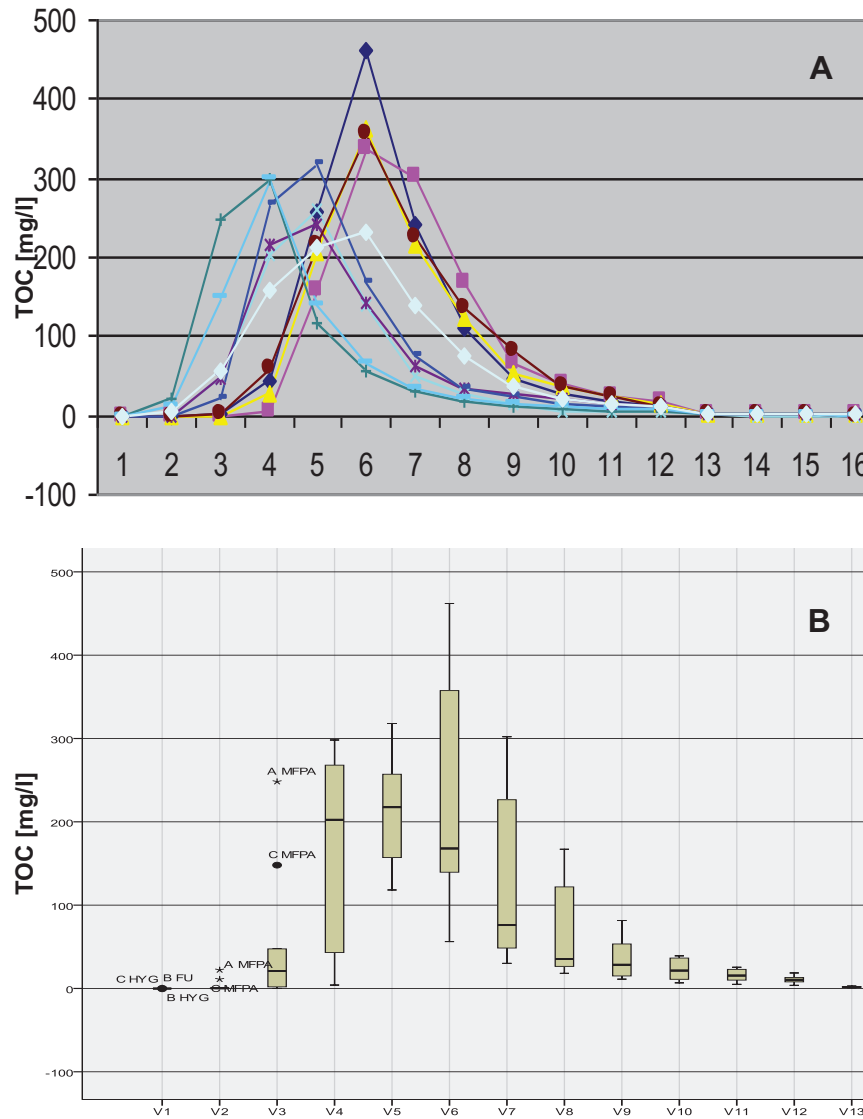 500
A
400
300
TOC [mg/l]
200
100
0
1 2 3 4 5 6 7 8 9 10 11 12 13 14 15 16
-100
500
B
400
300
A MFPA
TOC [mg/l]
200
C MFPA
100
A MFPA
C HYG B FU
0
C MFPA
B HYG
-100
V1 V2 V3 V4 V5 V6 V7 V8 V9 V10 V11 V12 V13